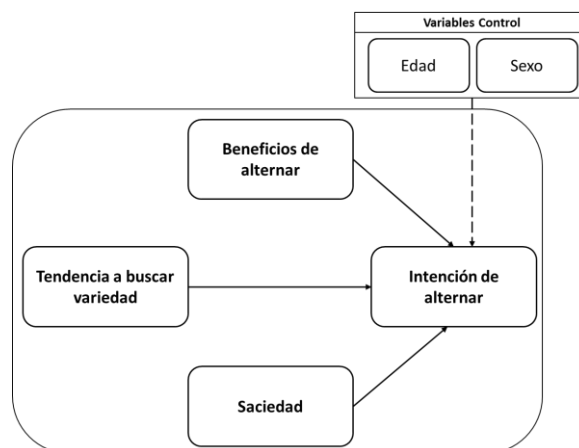 Variables Control
Edad
Sexo
Beneficios de
alternar
Tendencia a buscar
variedad
Intención de
alternar
Saciedad